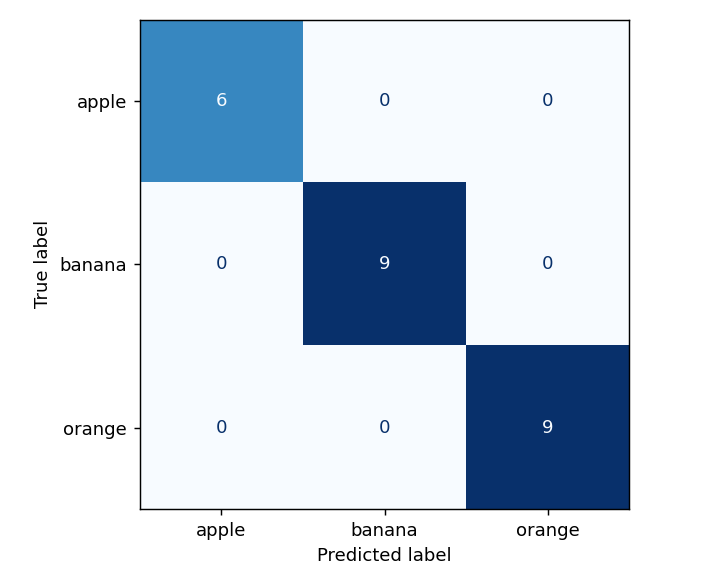 apple 6 0 0
banana 0 9 0
orange 0 0 9
apple banana orange
Predicted label
True label